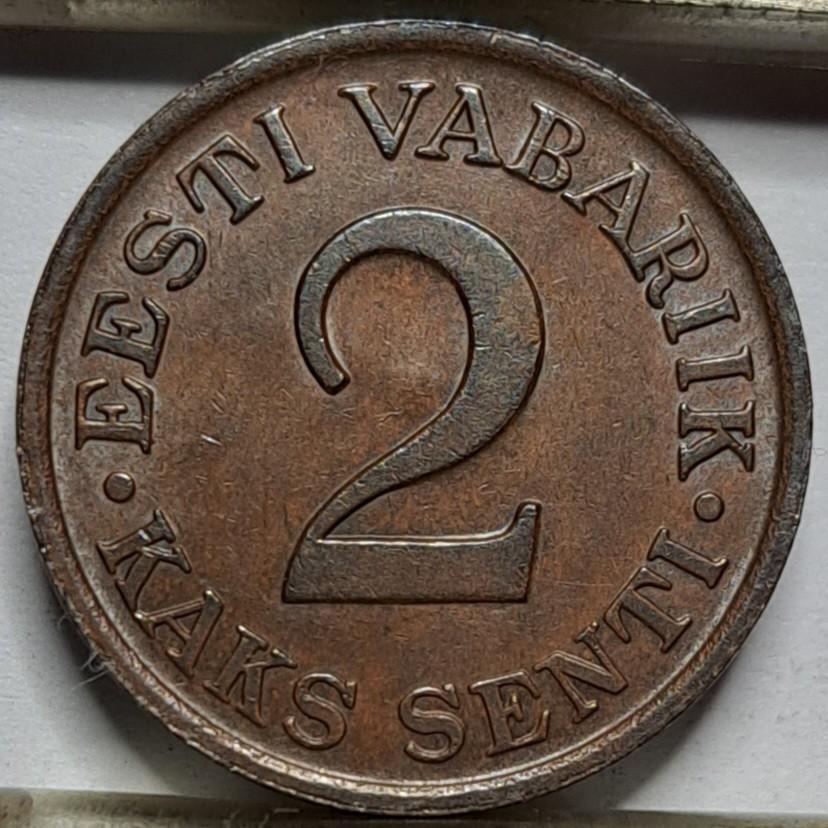 EESTI VABARIIK
2
· KAKS SENTI ·